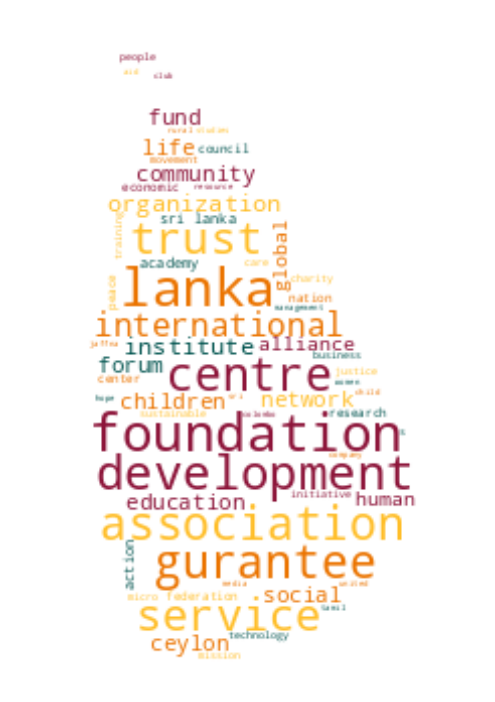 people
aid club
fund
rural
life council
movement
community
economic resource
organization
sri lanka
training
trust
global
academy care
peace
lanka
charity
nation
management
international
jaffna
institute alliance
business
forum
centre
justice
center
women
hope
children
sri
network
child
sustainable
colombo
research
foundation
company
development
initiative
education human
association
action
gurantee
media united
micro federation social
service
tamil
technology
ceylon
mission